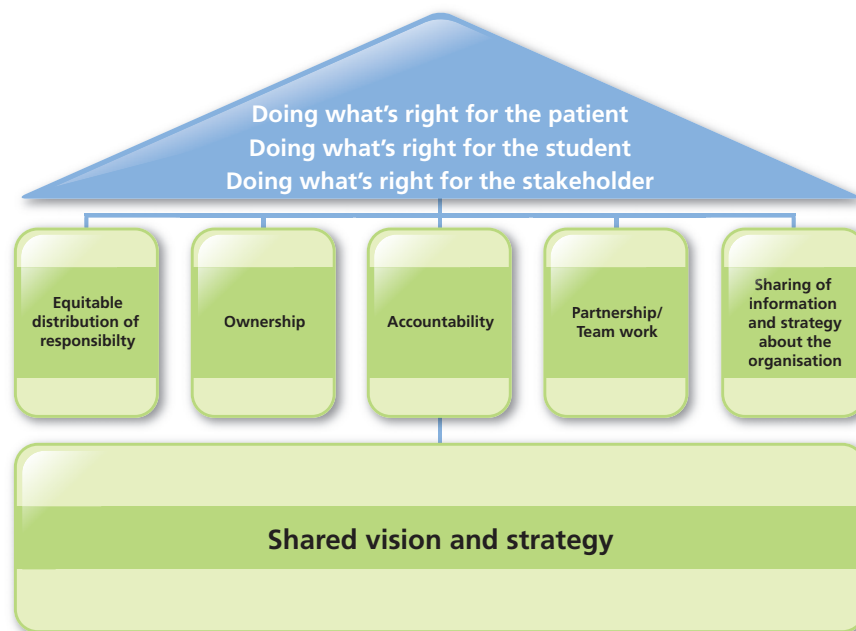 Doing what's right for the patient
Doing what's right for the student
Doing what's right for the stakeholder
Equitable
distribution of
responsibilty
Ownership
Accountability
Partnership/
Team work
Sharing of
information
and strategy
about the
organisation
Shared vision and strategy